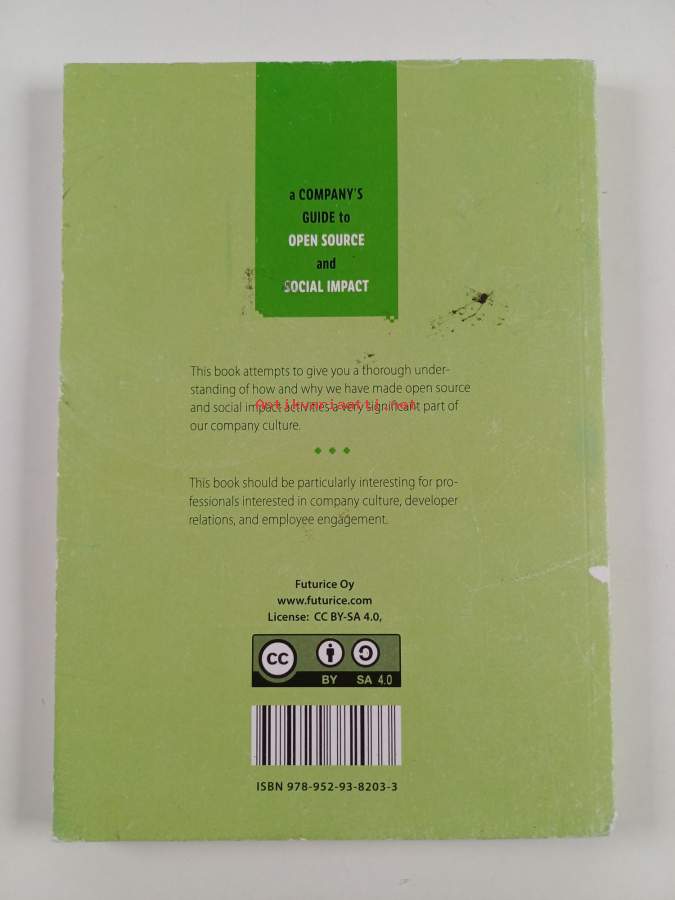 a COMPANY'S
GUIDE to
OPEN SOURCE
and
SOCIAL IMPACT
This book attempts to give you a thorough under-
standing of how and why we have made open source
and social impact activities a very significant part of
Antikvariaatti.net
our company culture.
This book should be particularly interesting for pro-
fessionals interested in company culture, developer
relations, and employee engagement.
Futurice Oy
www.futurice.com
License: CC BY-SA 4.0,
cc
BY SA 4.0
ISBN 978-952-93-8203-3